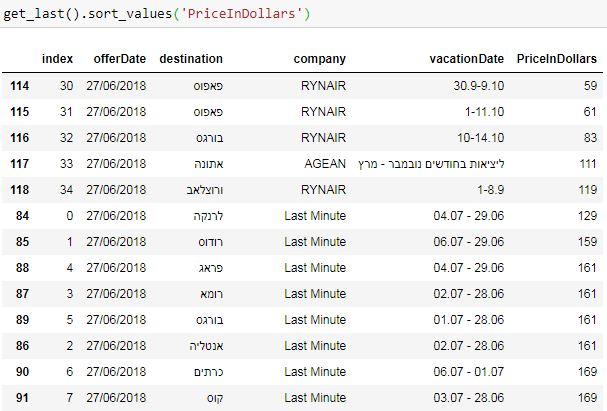 get_last().sort_values('PriceInDollars')
index offerDate destination company vacationDate PriceInDollars
114 30 27/06/2018 פאפוס RYNAIR 30.9-9.10 59
115 31 27/06/2018 פאפוס RYNAIR 1-11.10 61
116 32 27/06/2018 בורגס RYNAIR 10-14.10 83
117 33 27/06/2018 אתונה AGEAN ליציאות בחודשים נובמבר - מרץ 111
118 34 27/06/2018 ורוצלאב RYNAIR 1-8.9 119
84 0 27/06/2018 לרנקה Last Minute 04.07 - 29.06 129
85 1 27/06/2018 רודוס Last Minute 06.07 - 29.06 159
88 4 27/06/2018 פראג Last Minute 04.07 - 29.06 161
87 3 27/06/2018 רומא Last Minute 02.07 - 28.06 161
89 5 27/06/2018 בורגס Last Minute 01.07 - 28.06 161
86 2 27/06/2018 אנטליה Last Minute 02.07 - 28.06 161
90 6 27/06/2018 כרתים Last Minute 06.07 - 01.07 169
91 7 27/06/2018 קוס Last Minute 03.07 - 28.06 169